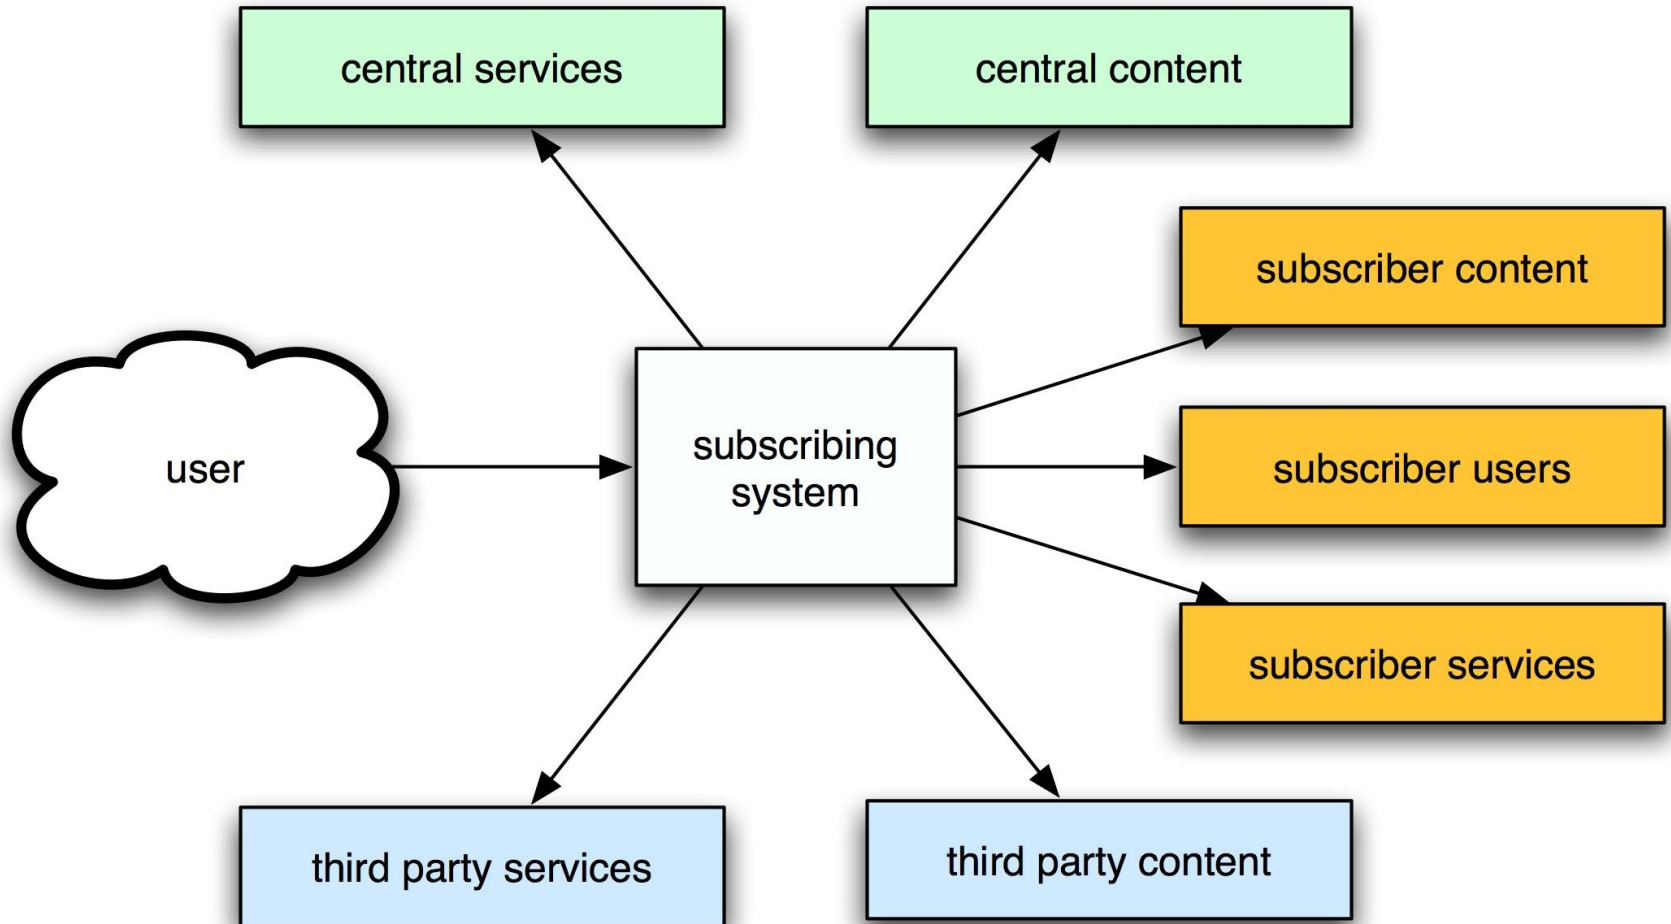 central services
central content
subscriber content
user
subscribing
system
subscriber users
subscriber services
third party services
third party content